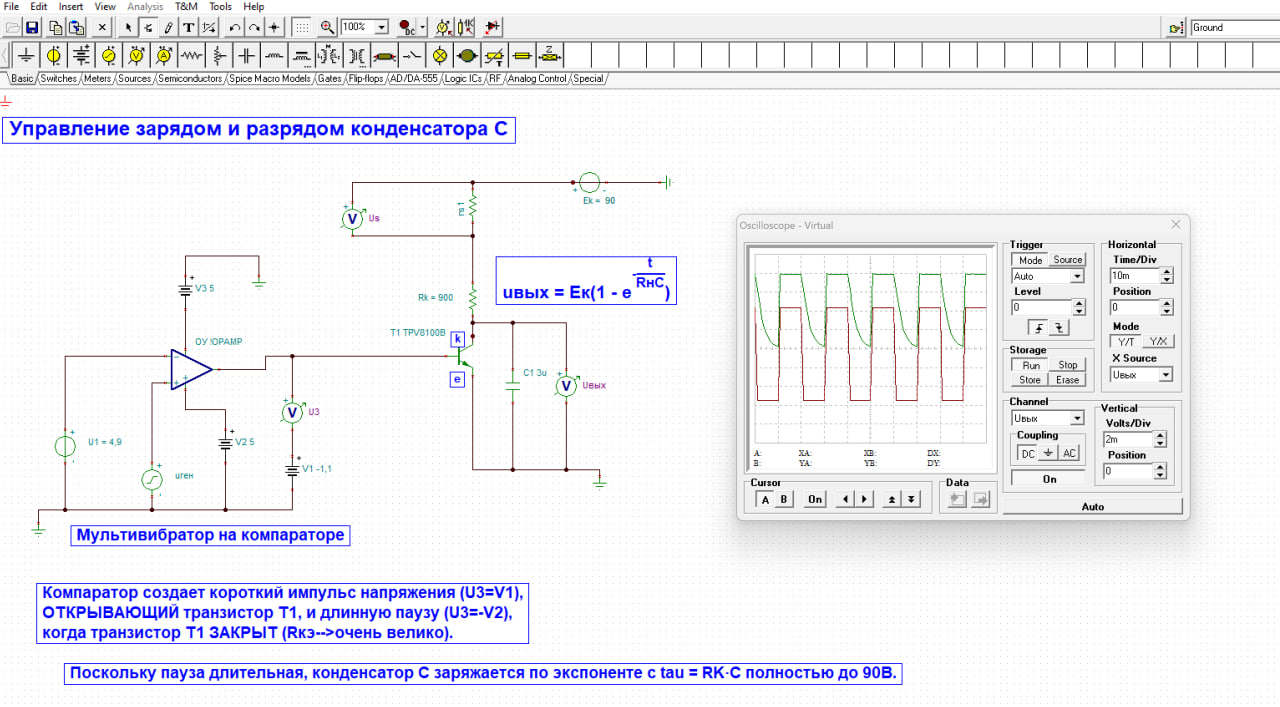 File Edit Insert View Analysis T&M Tools Help
100% DC Ground
Basic Switches Meters Sources Semiconductors Spice Macro Models Gates Flip-flops AD/DA-555 Logic ICs RF Analog Control Special
Управление зарядом и разрядом конденсатора С
Ek = 90
V Us
rs1
V3 5
uвых = Ек(1 - e
t
RнC
)
Rk = 900
T1 TPV8100B
k
ОУ !OPAMP
e
C1 3u
V Uвых
V U3
U1 = 4,9
V2 5
V1 -1,1
uген
Мультивибратор на компараторе
Компаратор создает короткий импульс напряжения (U3=V1),
ОТКРЫВАЮЩИЙ транзистор Т1, и длинную паузу (U3=-V2),
когда транзистор Т1 ЗАКРЫТ (Rкэ-->очень велико).
Поскольку пауза длительная, конденсатор С заряжается по экспоненте с tau = RK·C полностью до 90В.
Oscilloscope - Virtual
Trigger
Mode Source
Auto
Level
0
Storage
Run Stop
Store Erase
Horizontal
Time/Div
10m
Position
0
Mode
Y/T Y/X
X Source
Uвых
Channel
Uвых
Coupling
DC AC
On
Vertical
Volts/Div
2m
Position
0
Auto
A: XA: XB: DX:
B: YA: YB: DY:
Cursor
A B On
Data